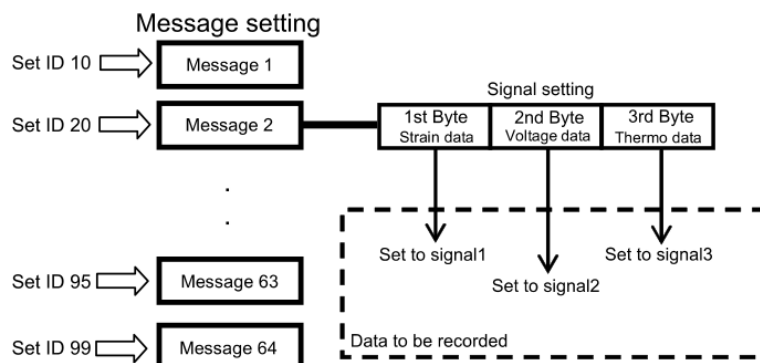 Message setting
Set ID 10
Message 1
Signal setting
Set ID 20
Message 2
1st Byte
Strain data
2nd Byte
Voltage data
3rd Byte
Thermo data
Set to signal1
Set to signal2
Set to signal3
Set ID 95
Message 63
Set ID 99
Message 64
Data to be recorded